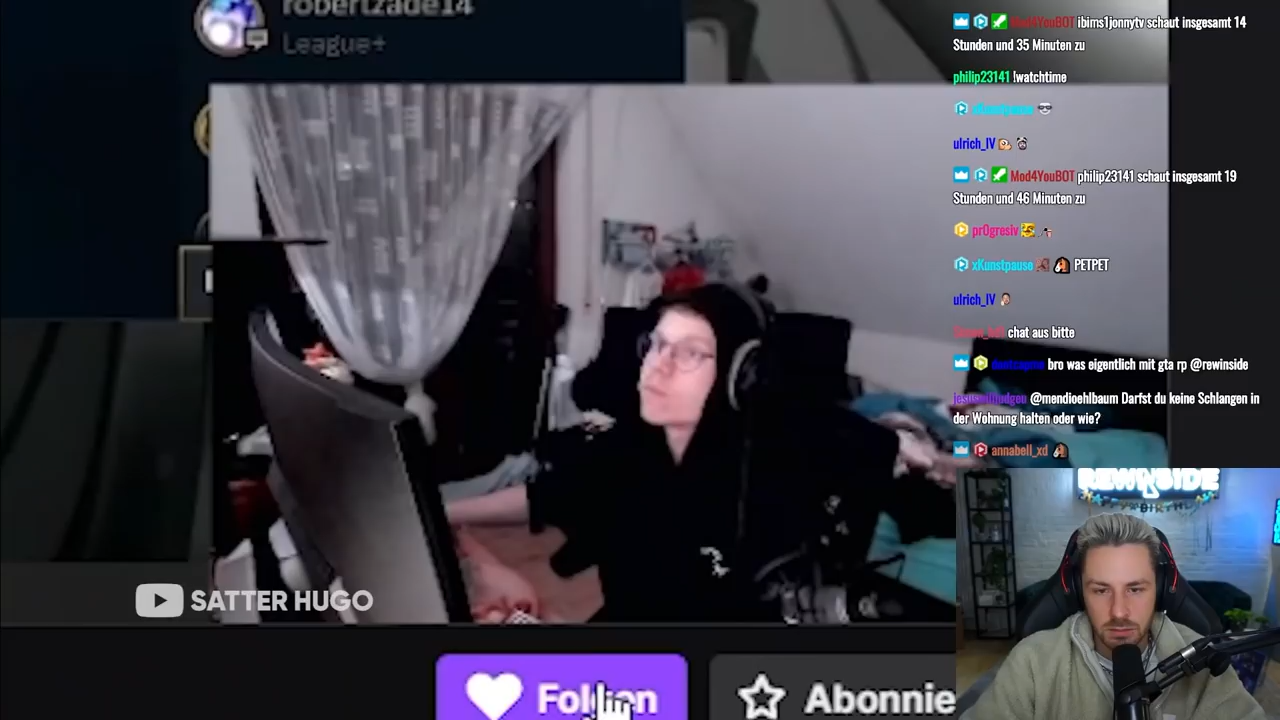 robertzade14
League+
Mod4YouBOT ibims1jonnytv schaut insgesamt 14
Stunden und 35 Minuten zu
philip23141 !watchtime
xKunstpause
ulrich_IV
Mod4YouBOT philip23141 schaut insgesamt 19
Stunden und 46 Minuten zu
pr0gresiv
xKunstpause PETPET
ulrich_IV
chat aus bitte
bro was eigentlich mit gta rp @rewinside
@mendioehlbaum Darfst du keine Schlangen in
der Wohnung halten oder wie?
annabell_xd
REWINSIDE
SATTER HUGO
Folgen
Abonnie